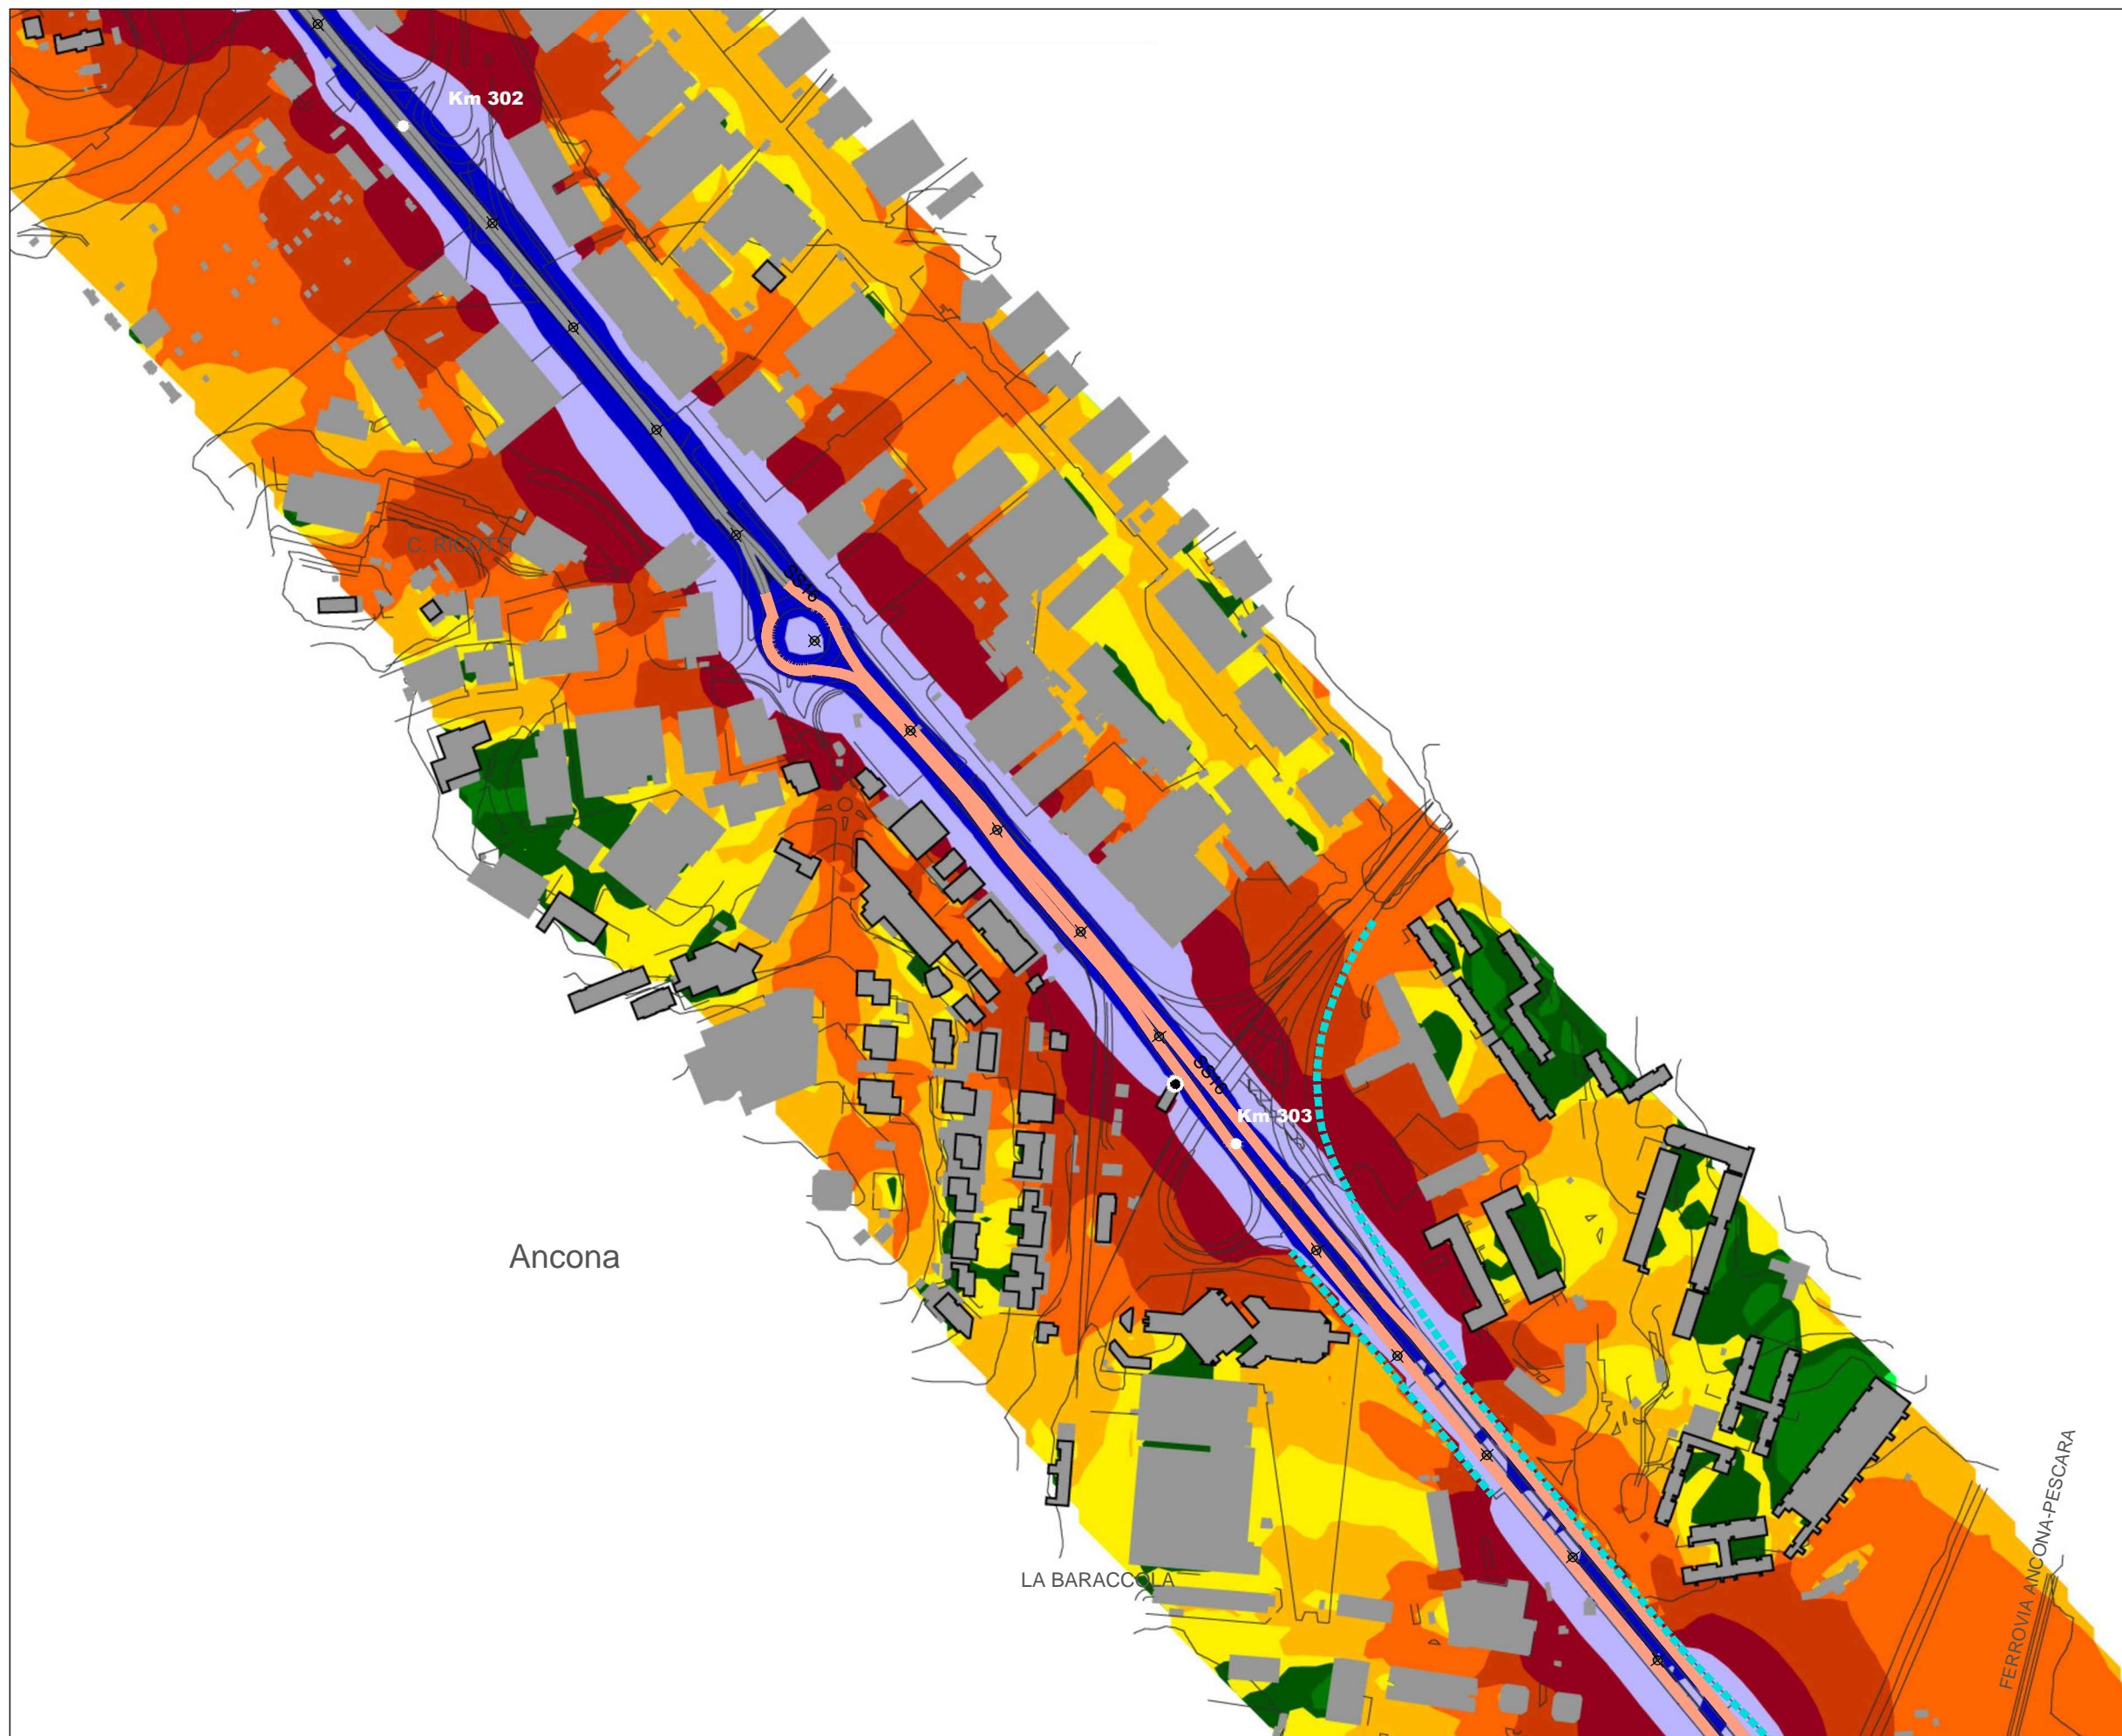 Km 302
C. RICOTTI
SS16
SS16
Km 303
Ancona
LA BARACCOLA
FERROVIA ANCONA-PESCARA